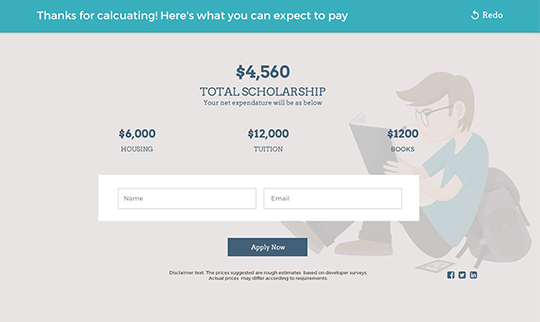 Thanks for calcuating! Here's what you can expect to pay
Redo
$4,560
TOTAL SCHOLARSHIP
Your net expendature will be as below
$6,000 $12,000 $1200
HOUSING TUITION BOOKS
Name Email
Apply Now
Disclaimer text. The prices suggested are rough estimates based on developer surveys.
Actual prices may differ according to requirements.